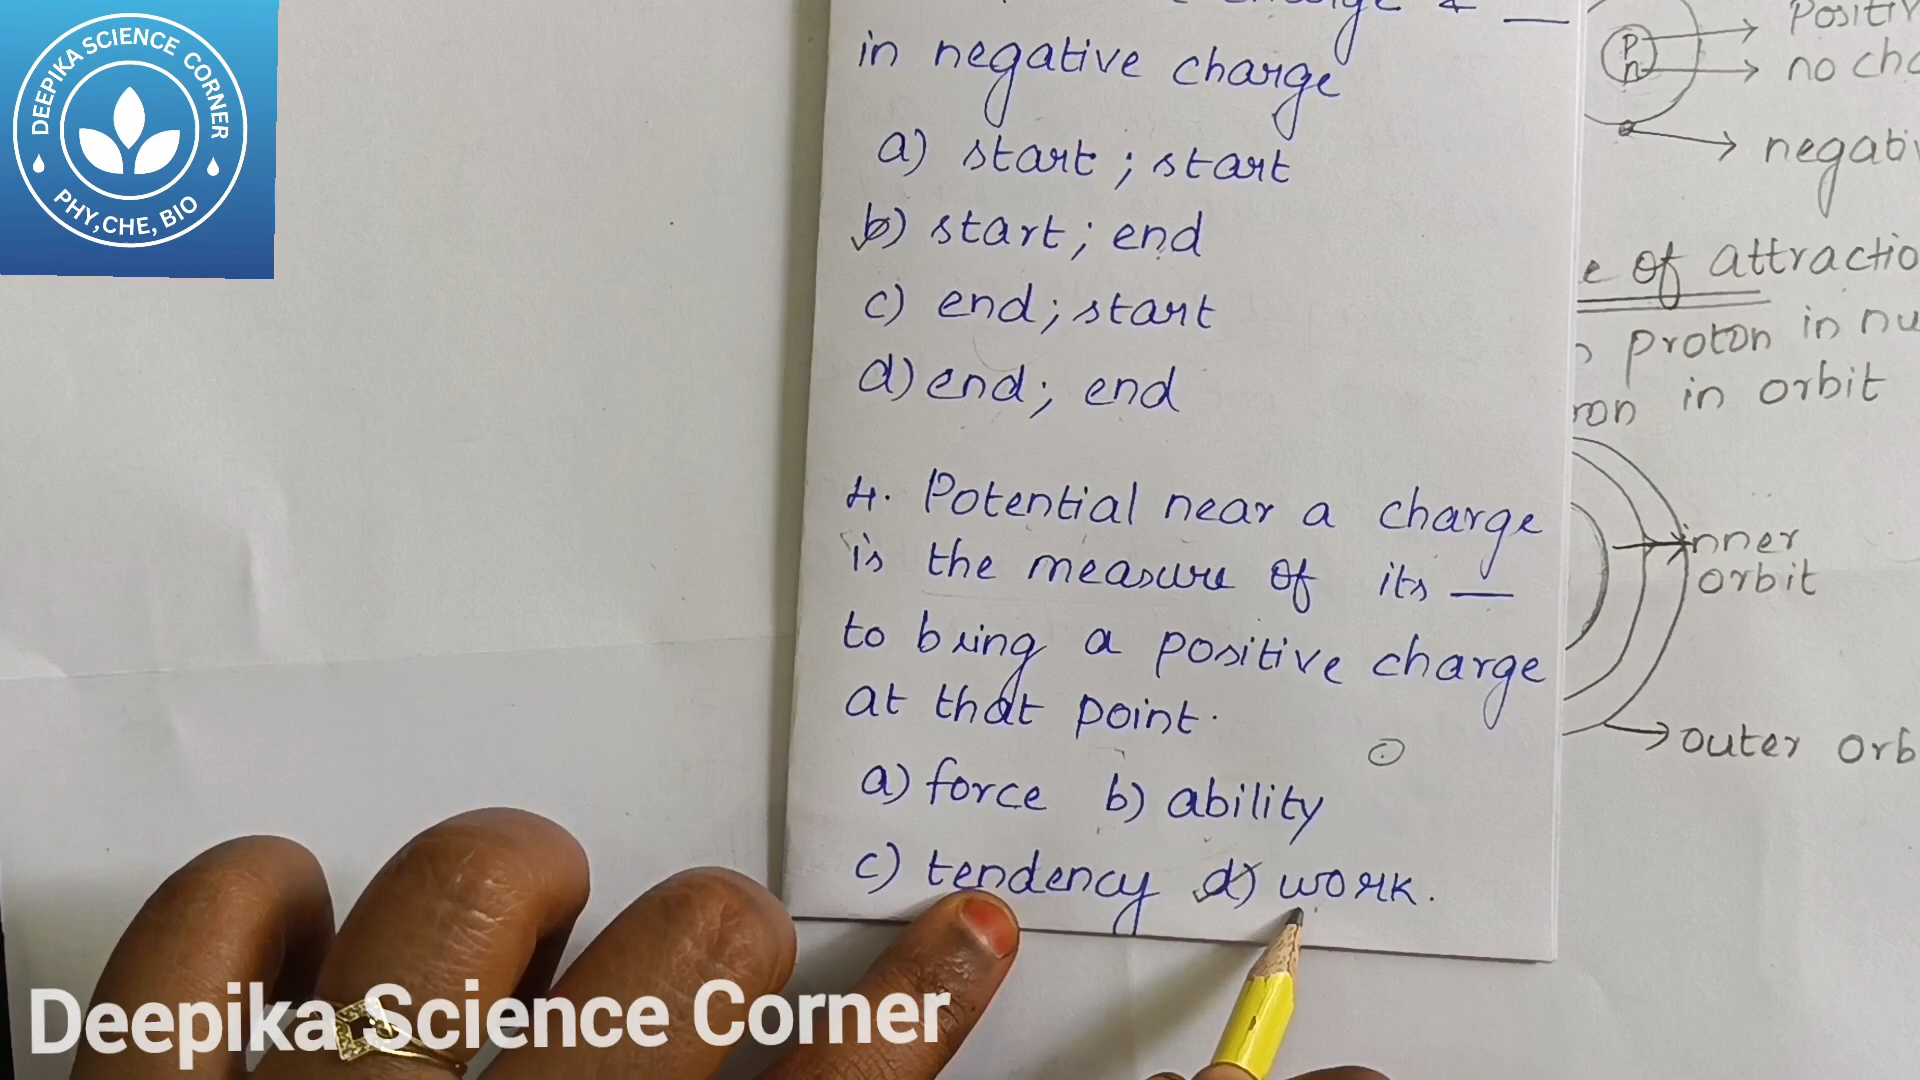 DEEPIKA SCIENCE CORNER
PHY,CHE, BIO
in negative charge
a) start ; start
b) start; end
c) end; start
d) end; end
4. Potential near a charge
is the measure of its __
to bring a positive charge
at that point.
a) force b) ability
c) tendency d) work.
P
n
no
in nu
proton
in orbit
of attractio
inner
orbit
outer orb
Deepika Science Corner